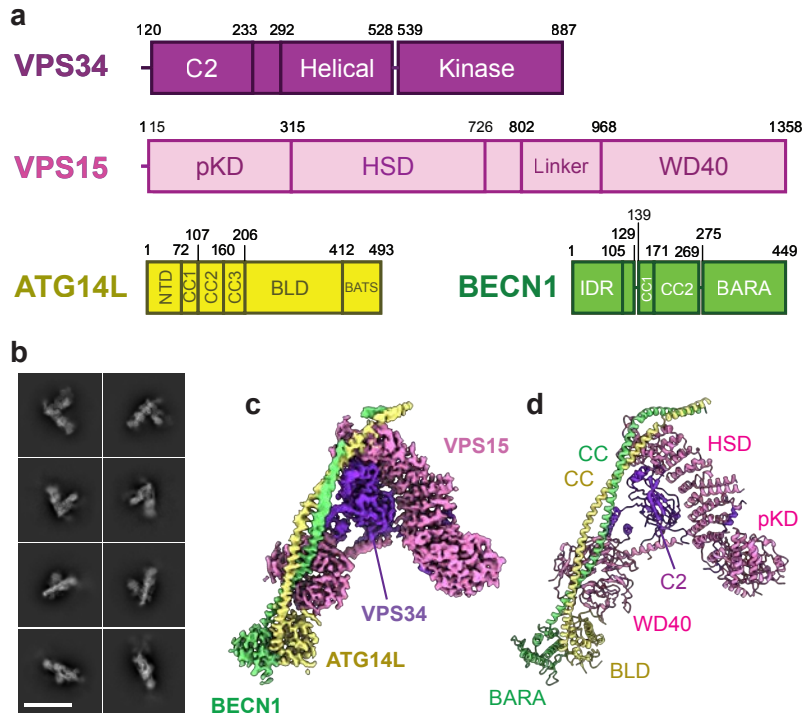 a
120 233 292 528 539 887
VPS34 C2 Helical Kinase
1 15 315 726 802 968 1358
VPS15 pKD HSD Linker WD40
1 72 107 160 206 412 493
ATG14L NTD CC1 CC2 CC3 BLD BATS
139
1 105 129 171 269 275 449
BECN1 IDR CC1 CC2 BARA
b
c
VPS15
VPS34
ATG14L
BECN1
d
CC
CC
HSD
pKD
C2
WD40
BLD
BARA